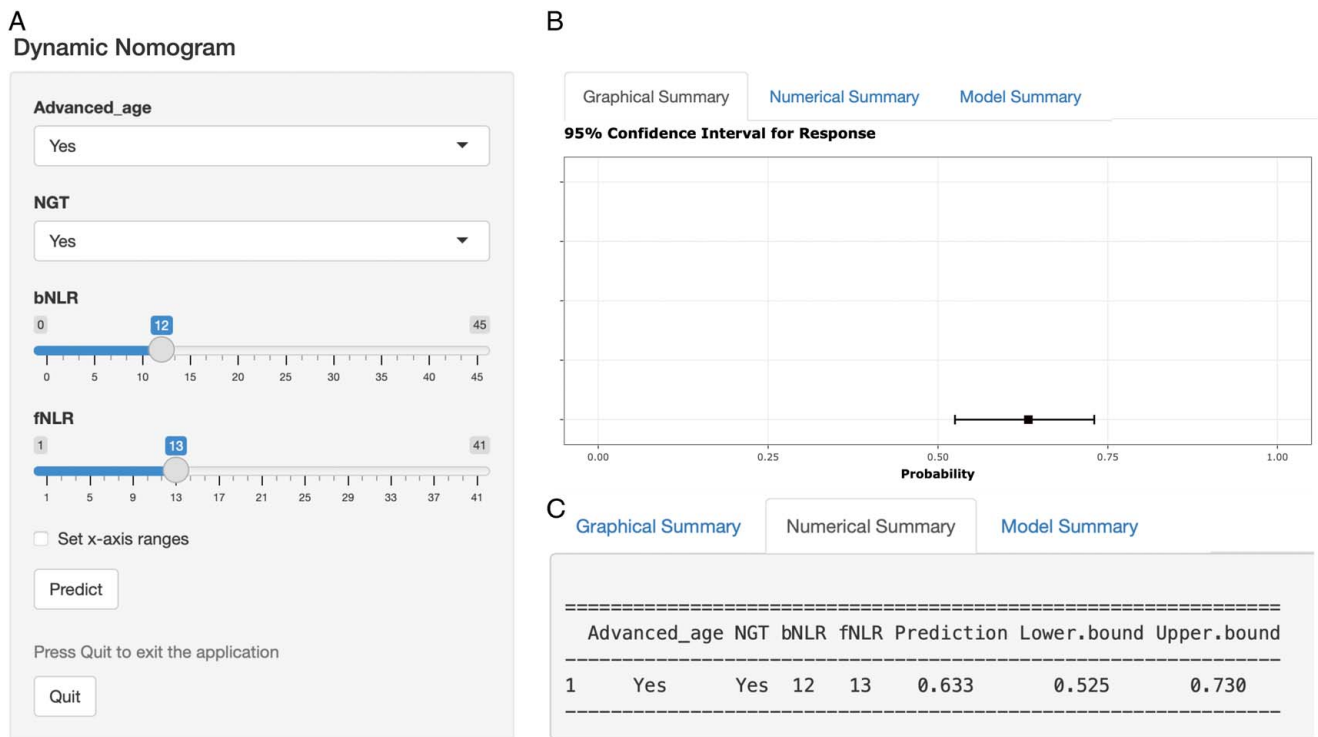 A
Dynamic Nomogram
Advanced_age
Yes
NGT
Yes
bNLR
0 12 45
0 5 10 15 20 25 30 35 40 45
fNLR
1 13 41
1 5 9 13 17 21 25 29 33 37 41
Set x-axis ranges
Predict
Press Quit to exit the application
Quit
B
Graphical Summary Numerical Summary Model Summary
95% Confidence Interval for Response
0.00 0.25 0.50 0.75 1.00
Probability
C
Graphical Summary Numerical Summary Model Summary
Advanced_age NGT bNLR fNLR Prediction Lower.bound Upper.bound
1 Yes Yes 12 13 0.633 0.525 0.730